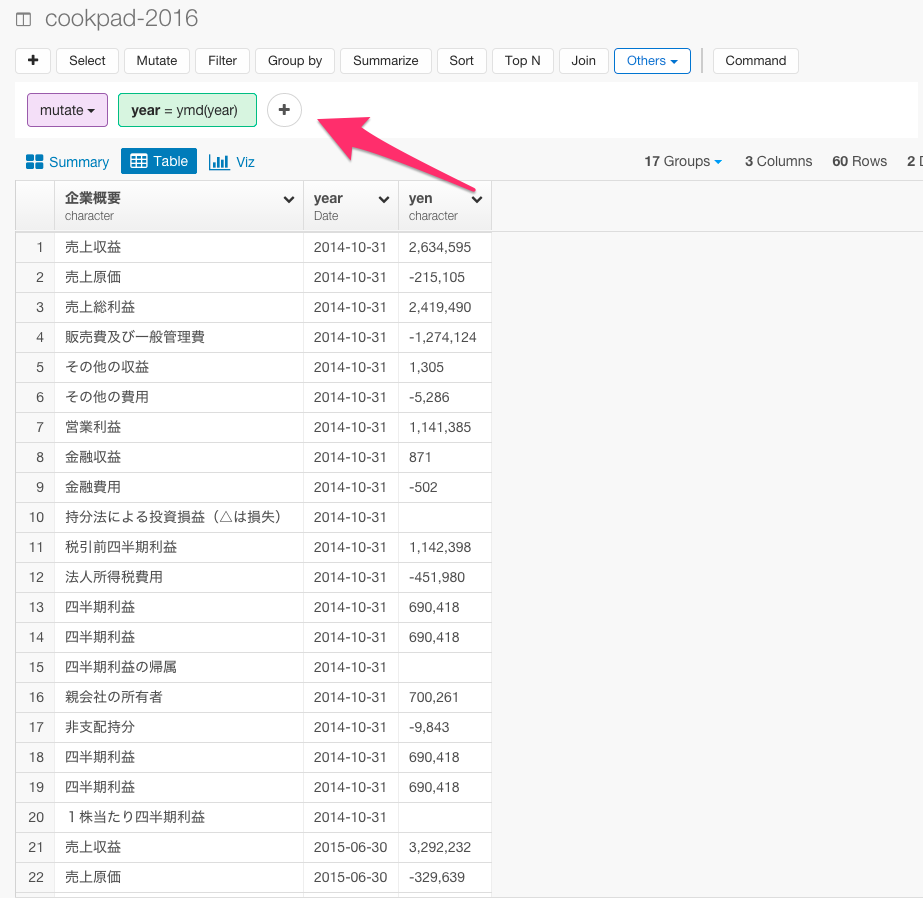 cookpad-2016
+ Select Mutate Filter Group by Summarize Sort Top N Join Others Command
mutate year = ymd(year) +
Summary Table Viz 17 Groups 3 Columns 60 Rows 2
企業概要 year yen
character Date character
1 売上収益 2014-10-31 2,634,595
2 売上原価 2014-10-31 -215,105
3 売上総利益 2014-10-31 2,419,490
4 販売費及び一般管理費 2014-10-31 -1,274,124
5 その他の収益 2014-10-31 1,305
6 その他の費用 2014-10-31 -5,286
7 営業利益 2014-10-31 1,141,385
8 金融収益 2014-10-31 871
9 金融費用 2014-10-31 -502
10 持分法による投資損益（△は損失） 2014-10-31
11 税引前四半期利益 2014-10-31 1,142,398
12 法人所得税費用 2014-10-31 -451,980
13 四半期利益 2014-10-31 690,418
14 四半期利益 2014-10-31 690,418
15 四半期利益の帰属 2014-10-31
16 親会社の所有者 2014-10-31 700,261
17 非支配持分 2014-10-31 -9,843
18 四半期利益 2014-10-31 690,418
19 四半期利益 2014-10-31 690,418
20 １株当たり四半期利益 2014-10-31
21 売上収益 2015-06-30 3,292,232
22 売上原価 2015-06-30 -329,639